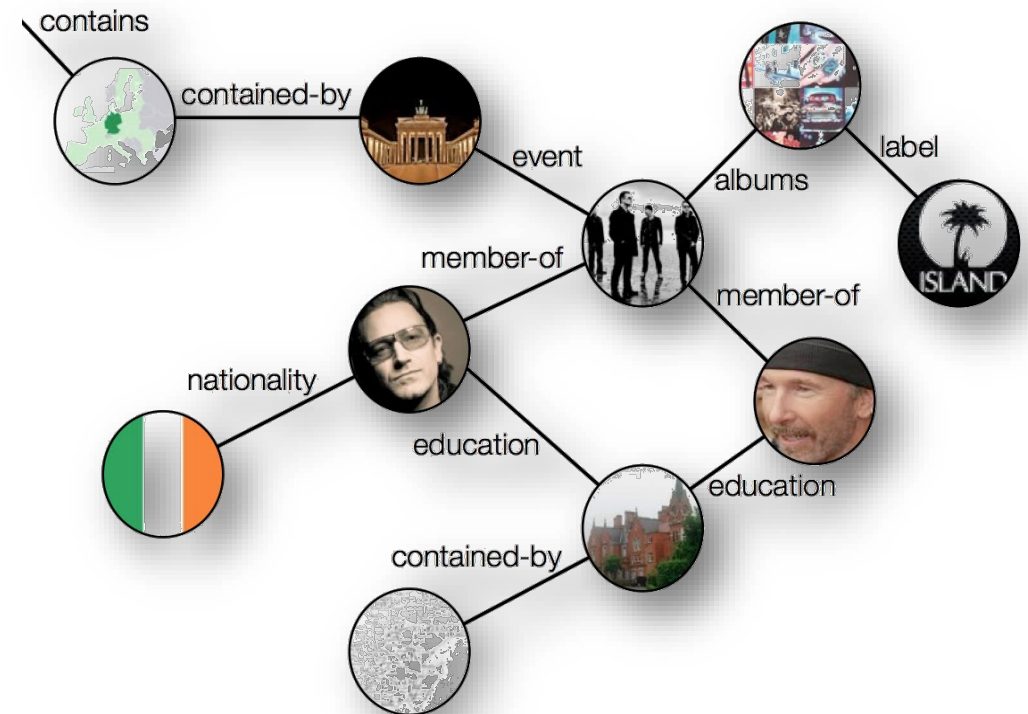 contains
contained-by
event
albums
label
ISLAND
member-of
member-of
nationality
education
education
contained-by